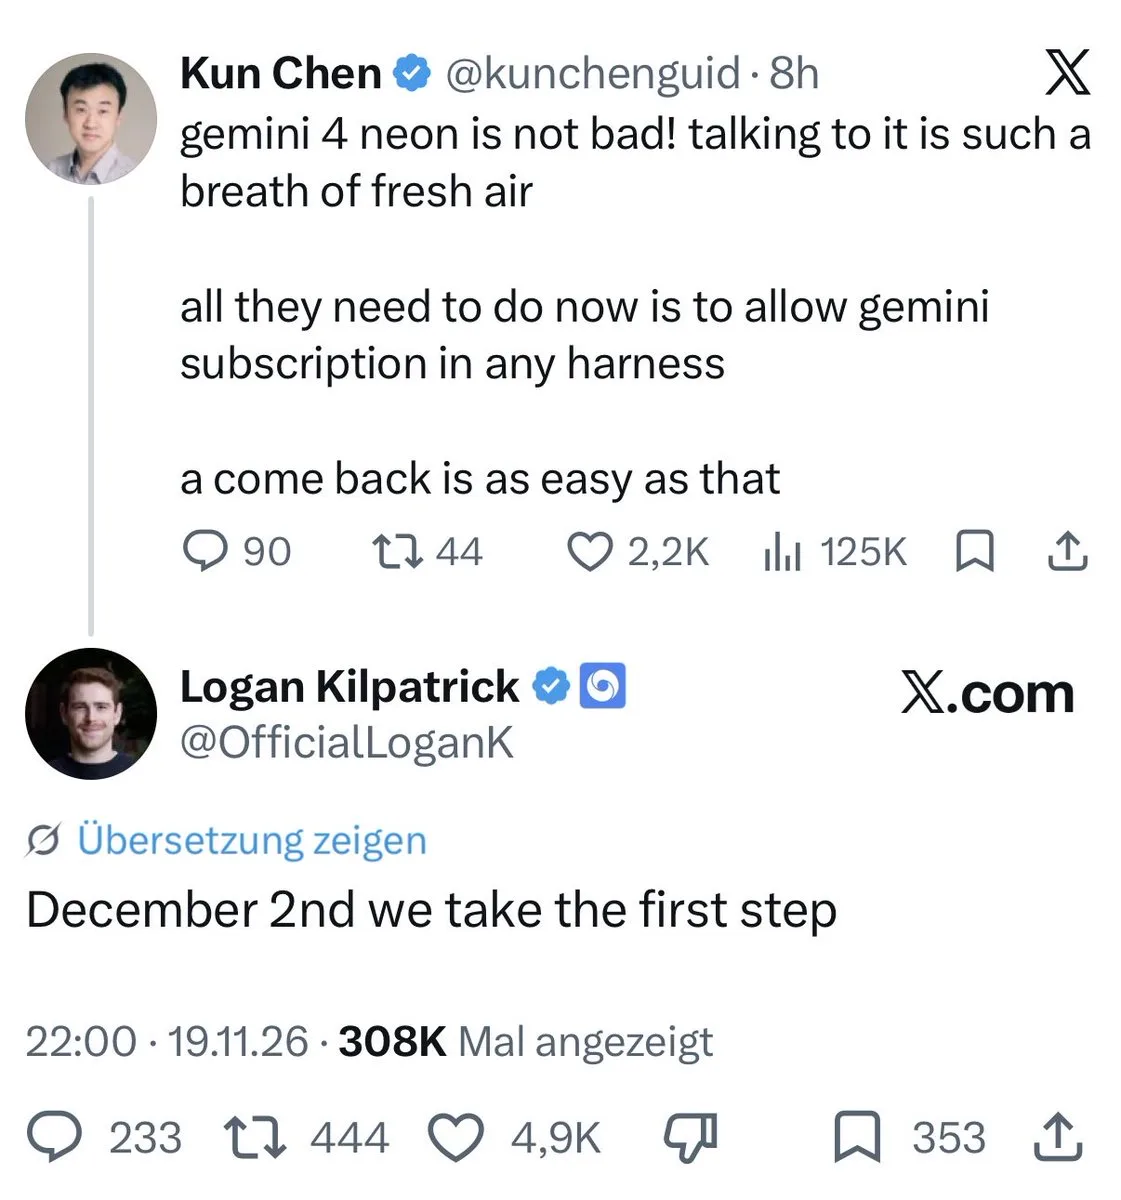 Kun Chen @kunchenguid · 8h
gemini 4 neon is not bad! talking to it is such a
breath of fresh air
all they need to do now is to allow gemini
subscription in any harness
a come back is as easy as that
90 44 2,2K 125K
Logan Kilpatrick
X.com
@OfficialLoganK
Übersetzung zeigen
December 2nd we take the first step
22:00 · 19.11.26 · 308K Mal angezeigt
233 444 4,9K 353